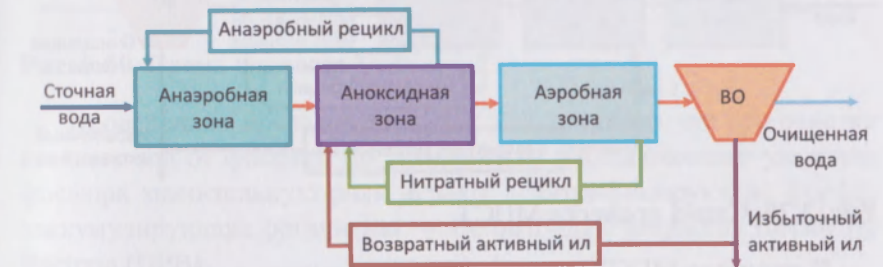 Анаэробный рецикл
Сточная
вода
Анаэробная
зона
Аноксидная
зона
Аэробная
зона
ВО
Очищенная
вода
Нитратный рецикл
Возвратный активный ил
Избыточный
активный ил